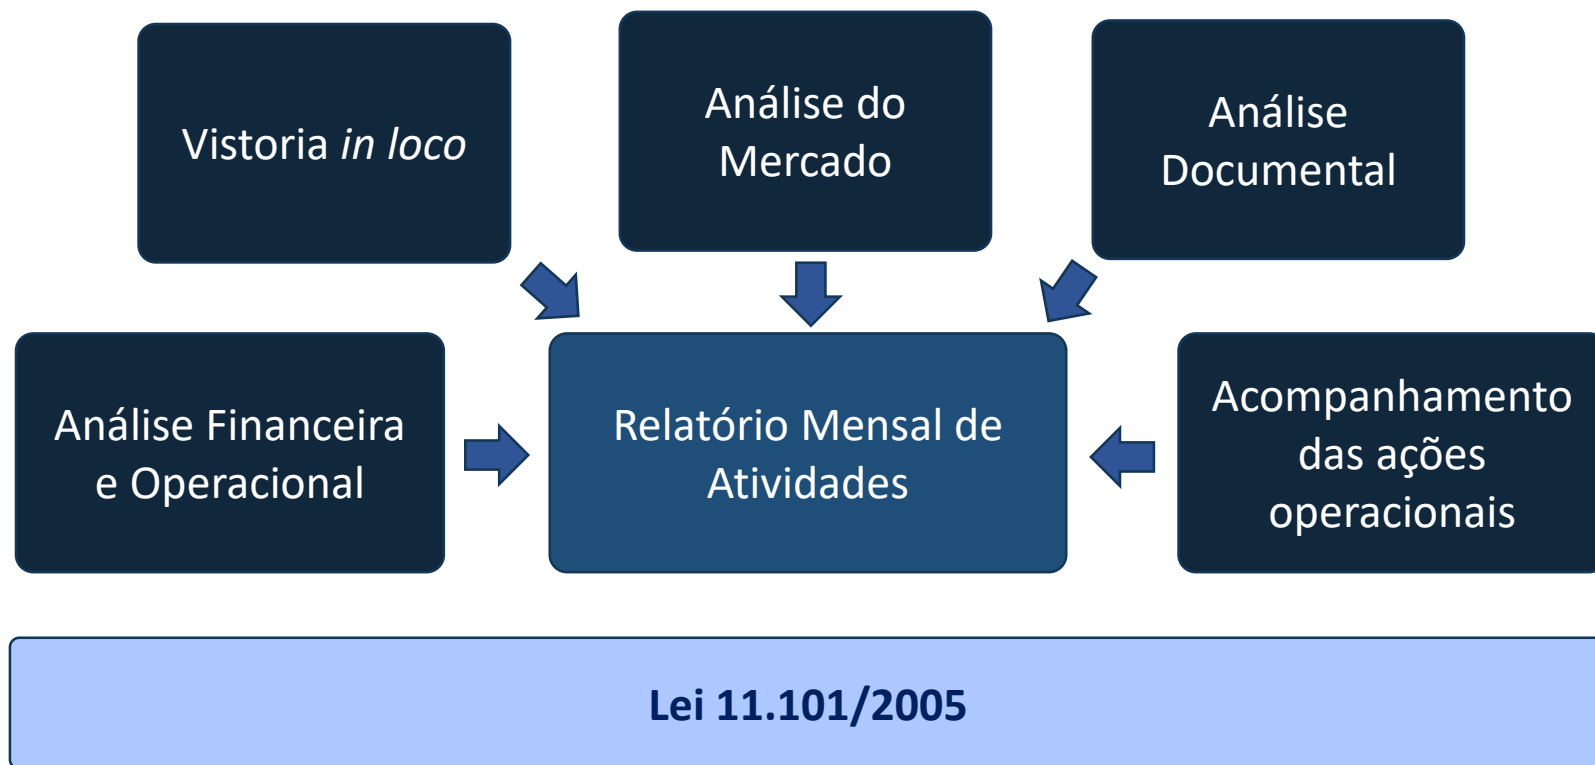 Vistoria in loco
Análise do
Mercado
Análise
Documental
Análise Financeira
e Operacional
Relatório Mensal de
Atividades
Acompanhamento
das ações
operacionais
Lei 11.101/2005